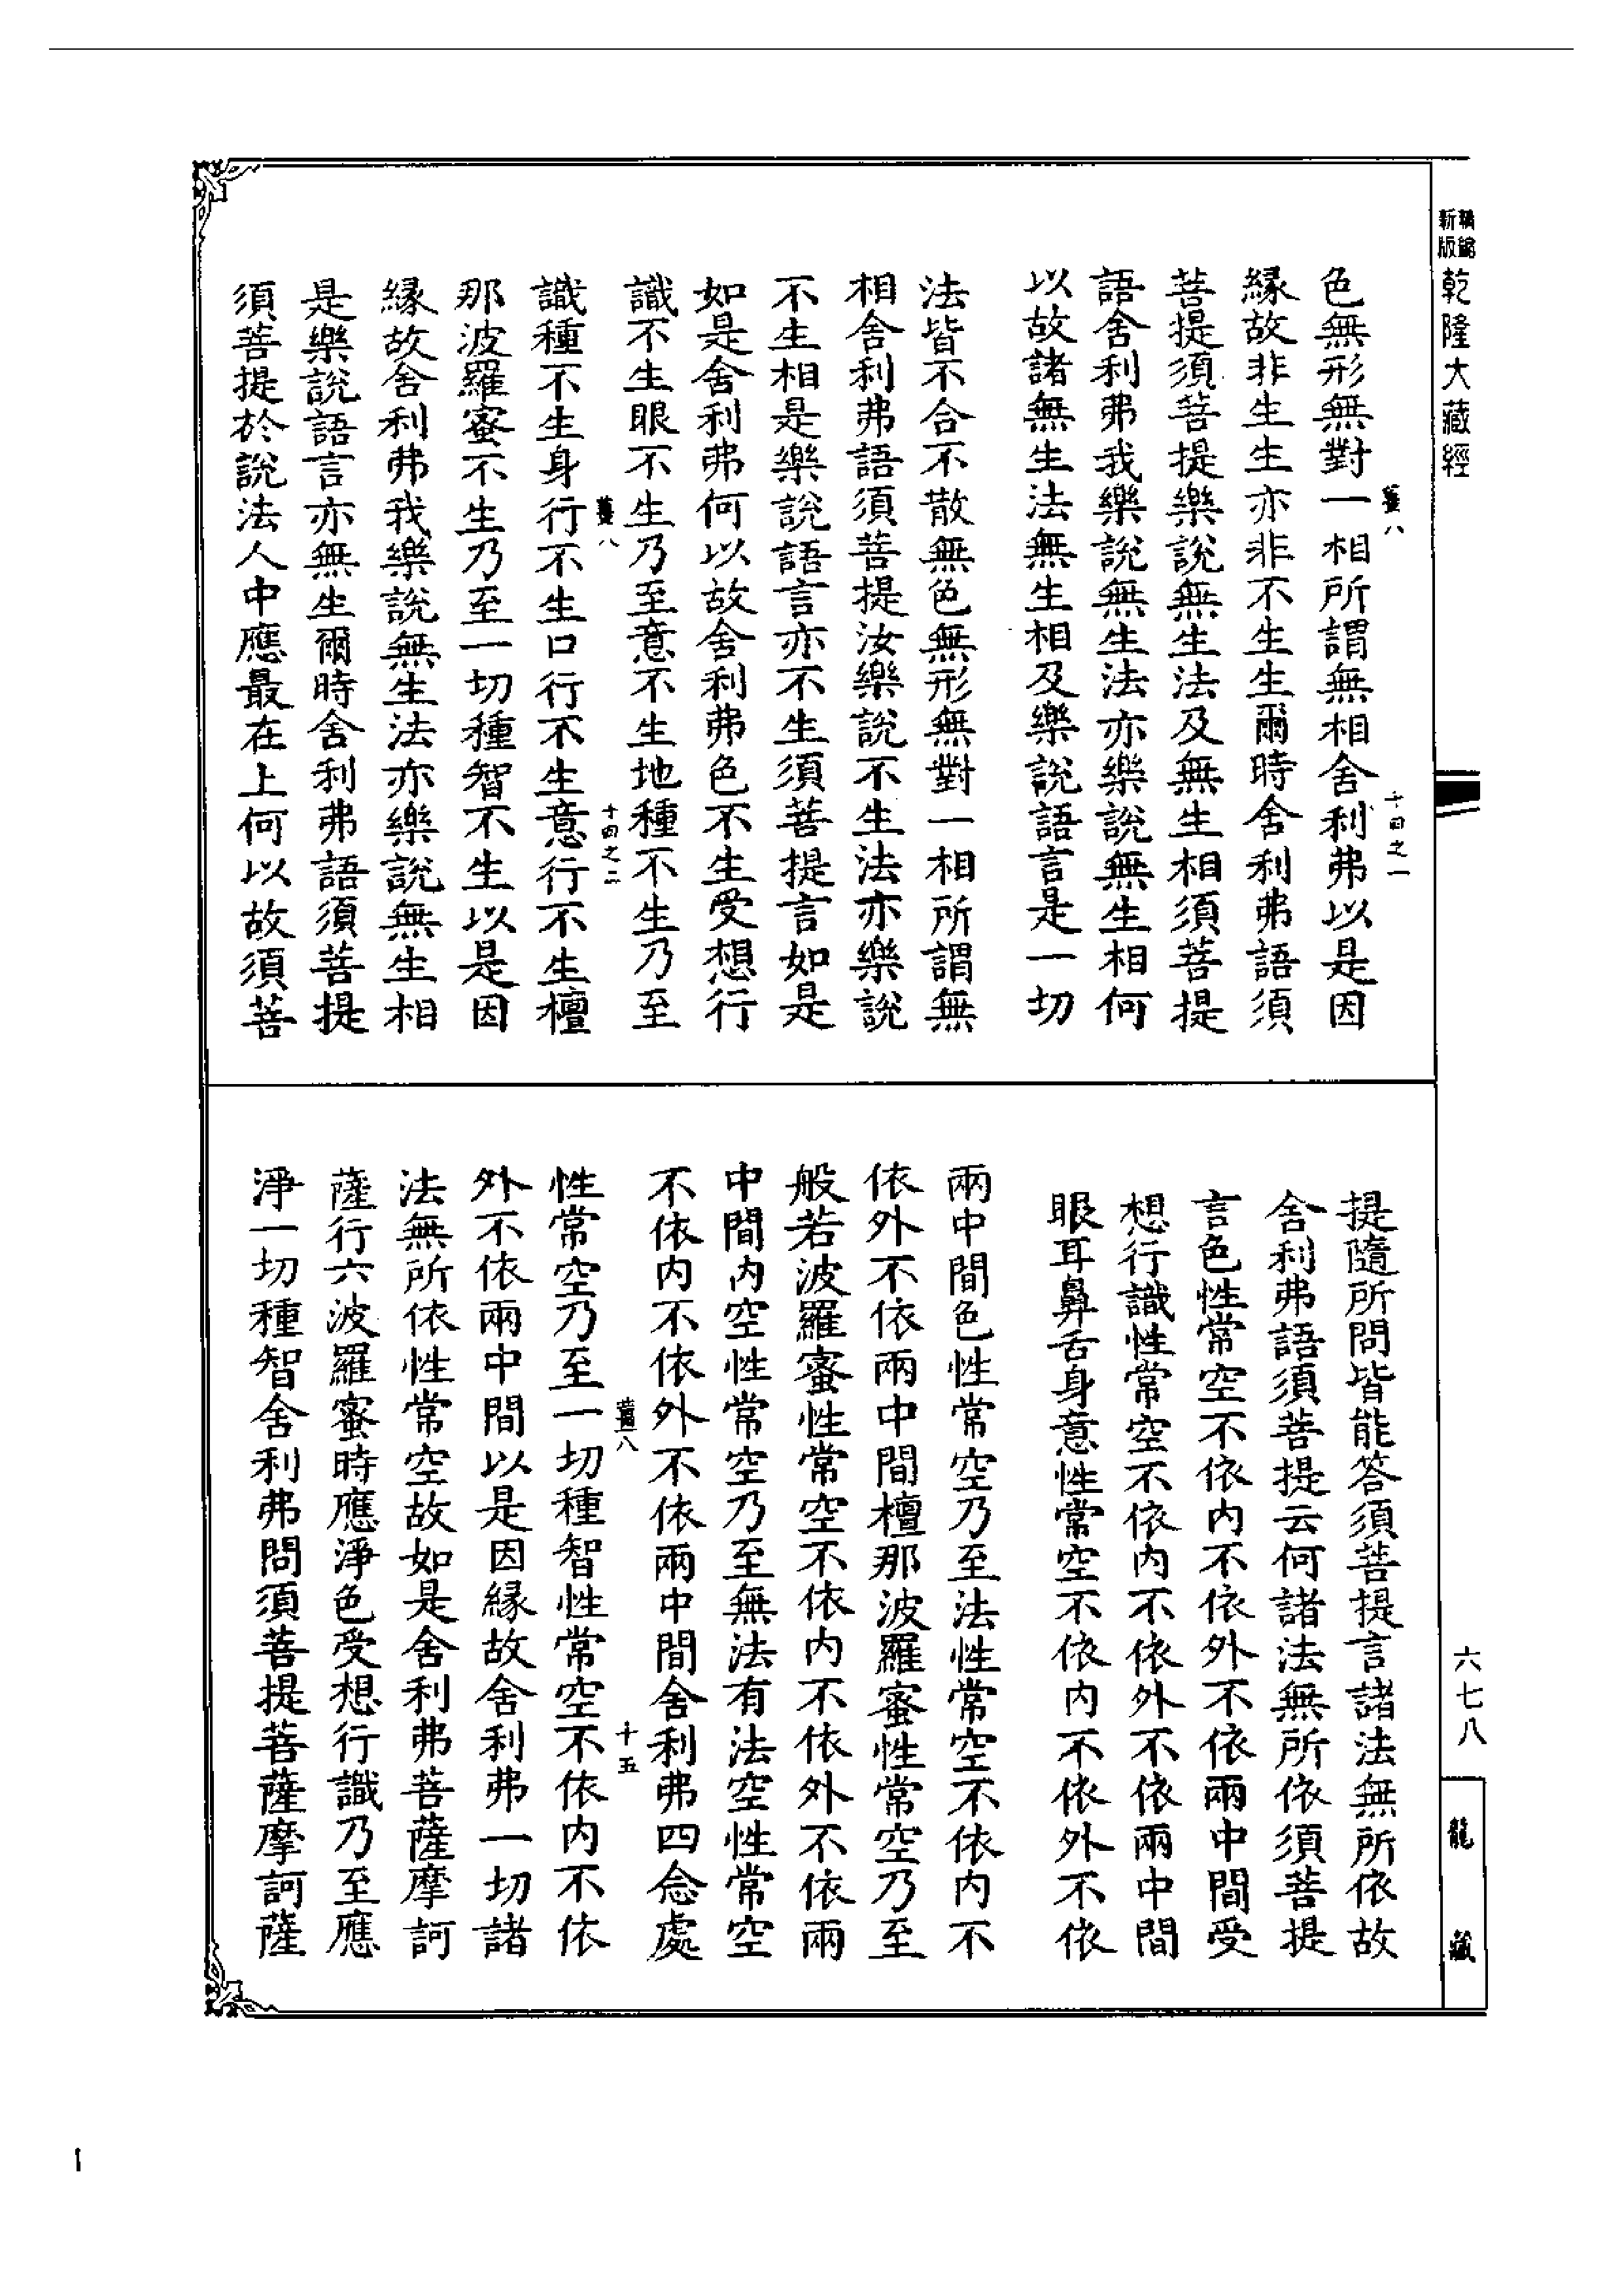 新版
乾隆大藏經
色無形無對一相所謂無相舍利弗以是因
緣故非生生亦非不生生爾時舍利弗語須
菩提須菩提樂說無生法及無生相須菩提
語舍利弗我樂說無生法亦樂說無生相何
以故諸無生法無生相及樂說語言是一切
法皆不合不散無色無形無對一相所謂無
相舍利弗語須菩提汝樂說不生法亦樂說
不生相是樂說語言亦不生須菩提言如是
如是舍利弗何以故舍利弗色不生受想行
識不生眼不生乃至意不生地種不生乃至
識種不生身行不生口行不生意行不生檀
那波羅蜜不生乃至一切種智不生以是因
緣故舍利弗我樂說無生法亦樂說無生相
是樂說語言亦無生爾時舍利弗語須菩提
須菩提於說法人中應最在上何以故須菩
八
十四之一
八
十四之二
提隨所問皆能答須菩提言諸法無所依故
舍利弗語須菩提云何諸法無所依須菩提
言色性常空不依內不依外不依兩中間受
想行識性常空不依內不依外不依兩中間
眼耳鼻舌身意性常空不依內不依外不依
兩中間色性常空乃至法性常空不依內不
依外不依兩中間檀那波羅蜜性常空乃至
般若波羅蜜性常空不依內不依外不依兩
中間內空性常空乃至無法有法空性常空
不依內不依外不依兩中間舍利弗四念處
性常空乃至一切種智性常空不依內不依
外不依兩中間以是因緣故舍利弗一切諸
法無所依性常空故如是舍利弗菩薩摩訶
薩行六波羅蜜時應淨色受想行識乃至應
淨一切種智舍利弗問須菩提菩薩摩訶薩
八
十五
六七八
龍藏
1